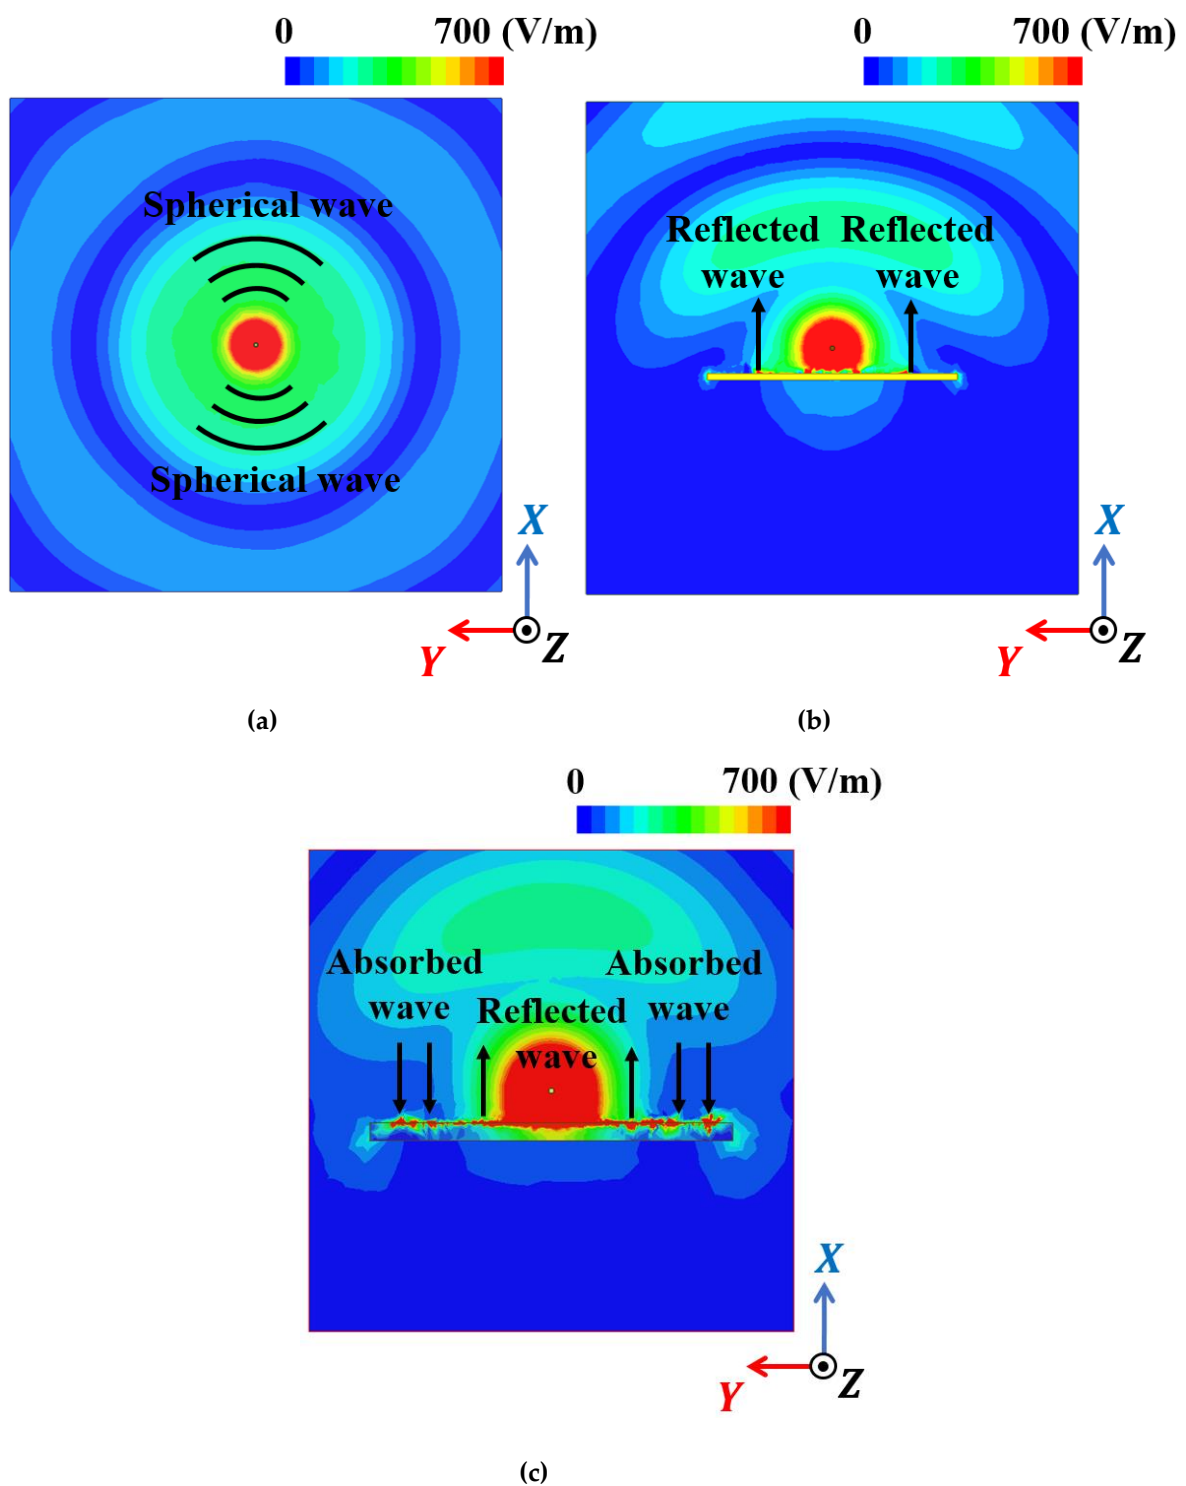 0 700 (V/m)
0 700 (V/m)
Spherical wave
Spherical wave
Reflected Reflected
wave wave
X
Y Z
X
Y Z
(a)
(b)
0 700 (V/m)
Absorbed Absorbed
wave Reflected wave
wave
X
Y Z
(c)